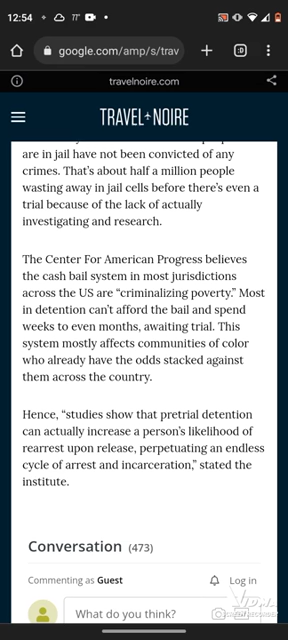 12:54
77°
google.com/amp/s/trav
:D
travelnoire.com
TRAVEL NOIRE
are in jail have not been convicted of any
crimes. That’s about half a million people
wasting away in jail cells before there’s even a
trial because of the lack of actually
investigating and research.
The Center For American Progress believes
the cash bail system in most jurisdictions
across the US are “criminalizing poverty.” Most
in detention can’t afford the bail and spend
weeks to even months, awaiting trial. This
system mostly affects communities of color
who already have the odds stacked against
them across the country.
Hence, “studies show that pretrial detention
can actually increase a person’s likelihood of
rearrest upon release, perpetuating an endless
cycle of arrest and incarceration,” stated the
institute.
Conversation (473)
Commenting as Guest
Log in
What do you think?